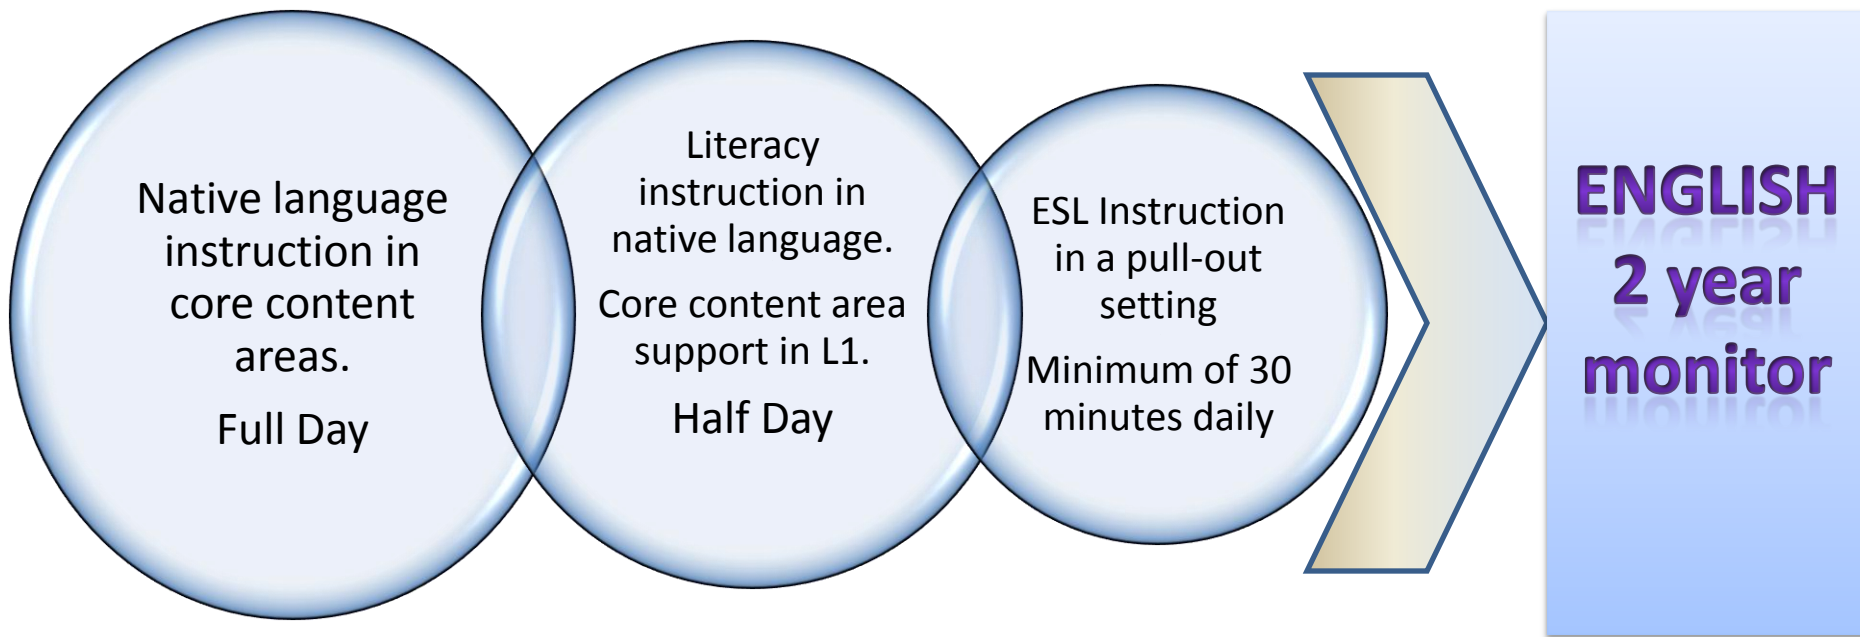 Native language
instruction in
core content
areas.
Full Day
Literacy
instruction in
native language.
Core content area
support in L1.
Half Day
ESL Instruction
in a pull-out
setting
Minimum of 30
minutes daily
ENGLISH
2 year
monitor